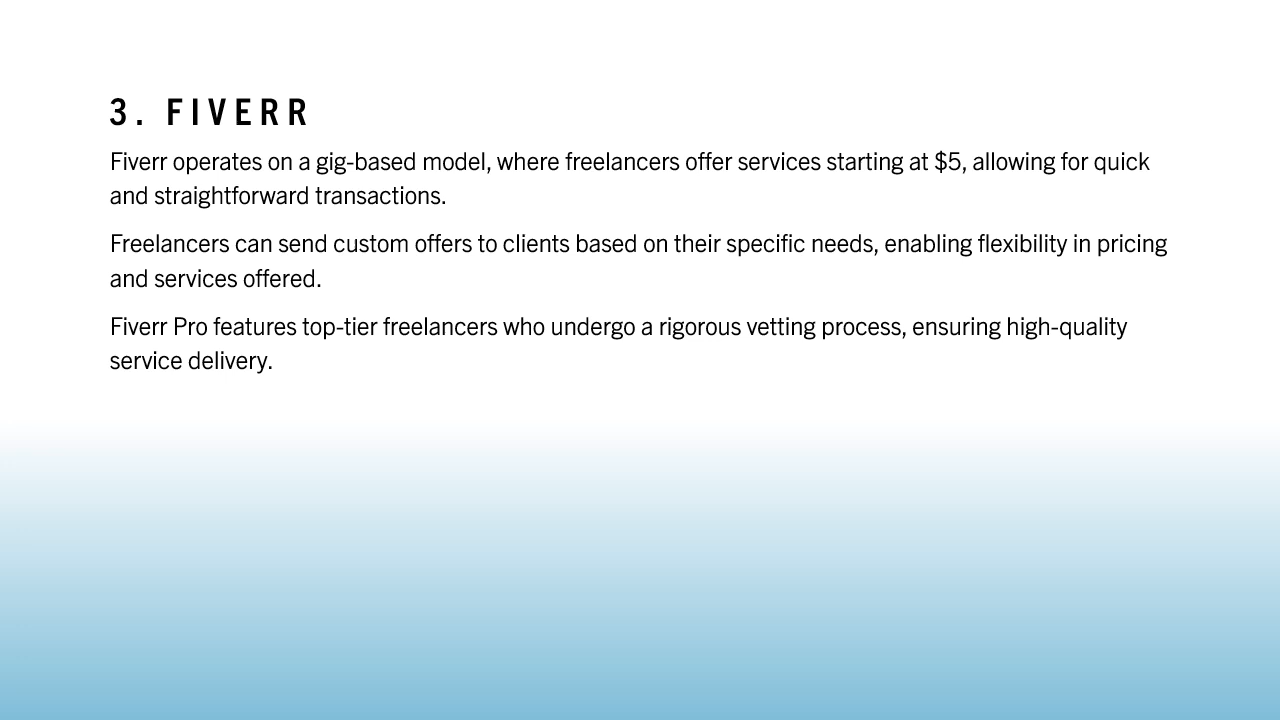 3. FIVERR
Fiverr operates on a gig-based model, where freelancers offer services starting at $5, allowing for quick
and straightforward transactions.
Freelancers can send custom offers to clients based on their specific needs, enabling flexibility in pricing
and services offered.
Fiverr Pro features top-tier freelancers who undergo a rigorous vetting process, ensuring high-quality
service delivery.